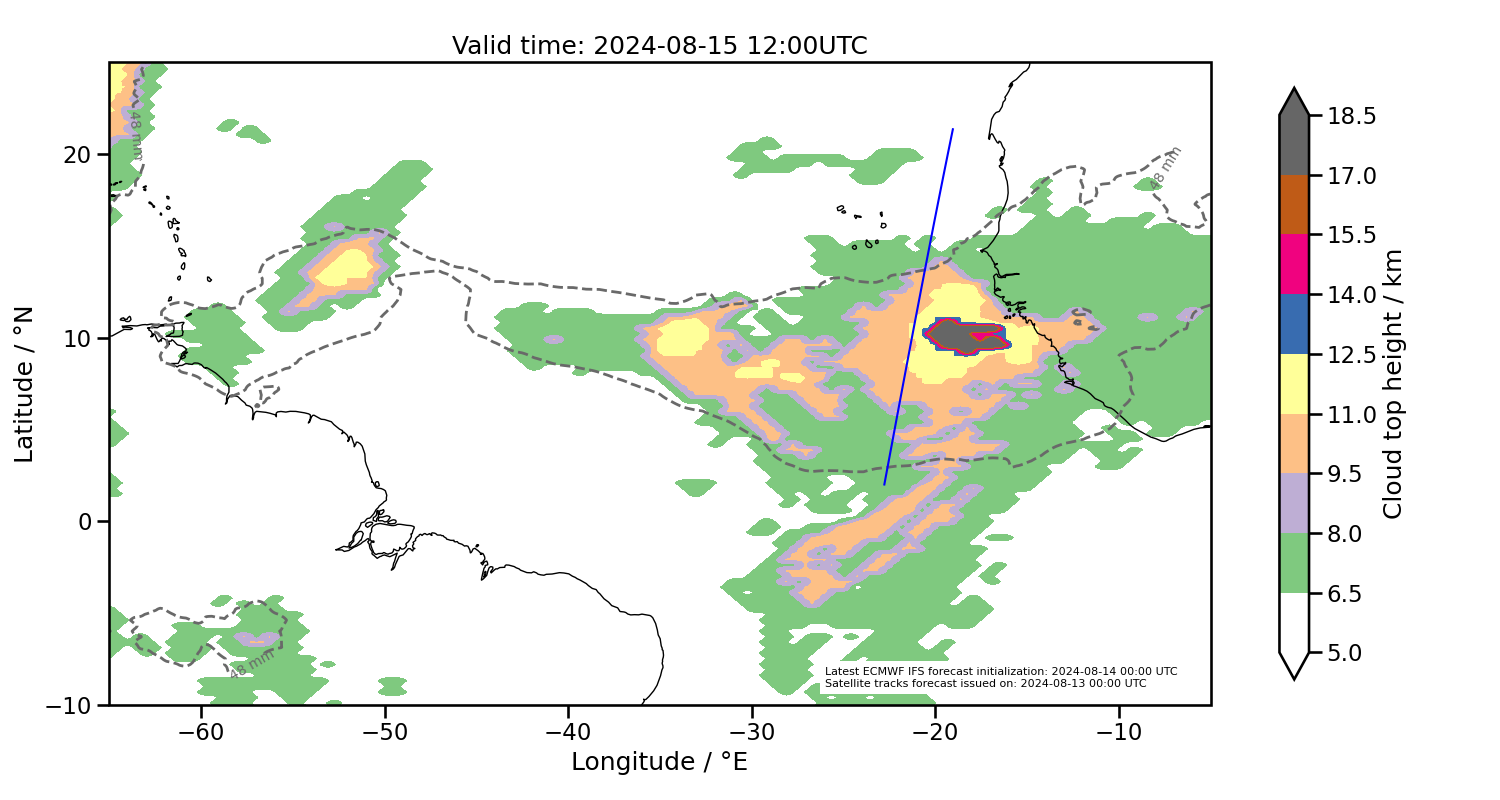 Valid time: 2024-08-15 12:00UTC
Latitude / °N
20
10
0
−10
48 mm
48 mm
48 mm
Latest ECMWF IFS forecast initialization: 2024-08-14 00:00 UTC
Satellite tracks forecast issued on: 2024-08-13 00:00 UTC
−60
−50
−40
−30
−20
−10
Longitude / °E
18.5
17.0
15.5
14.0
12.5
11.0
9.5
8.0
6.5
5.0
Cloud top height / km